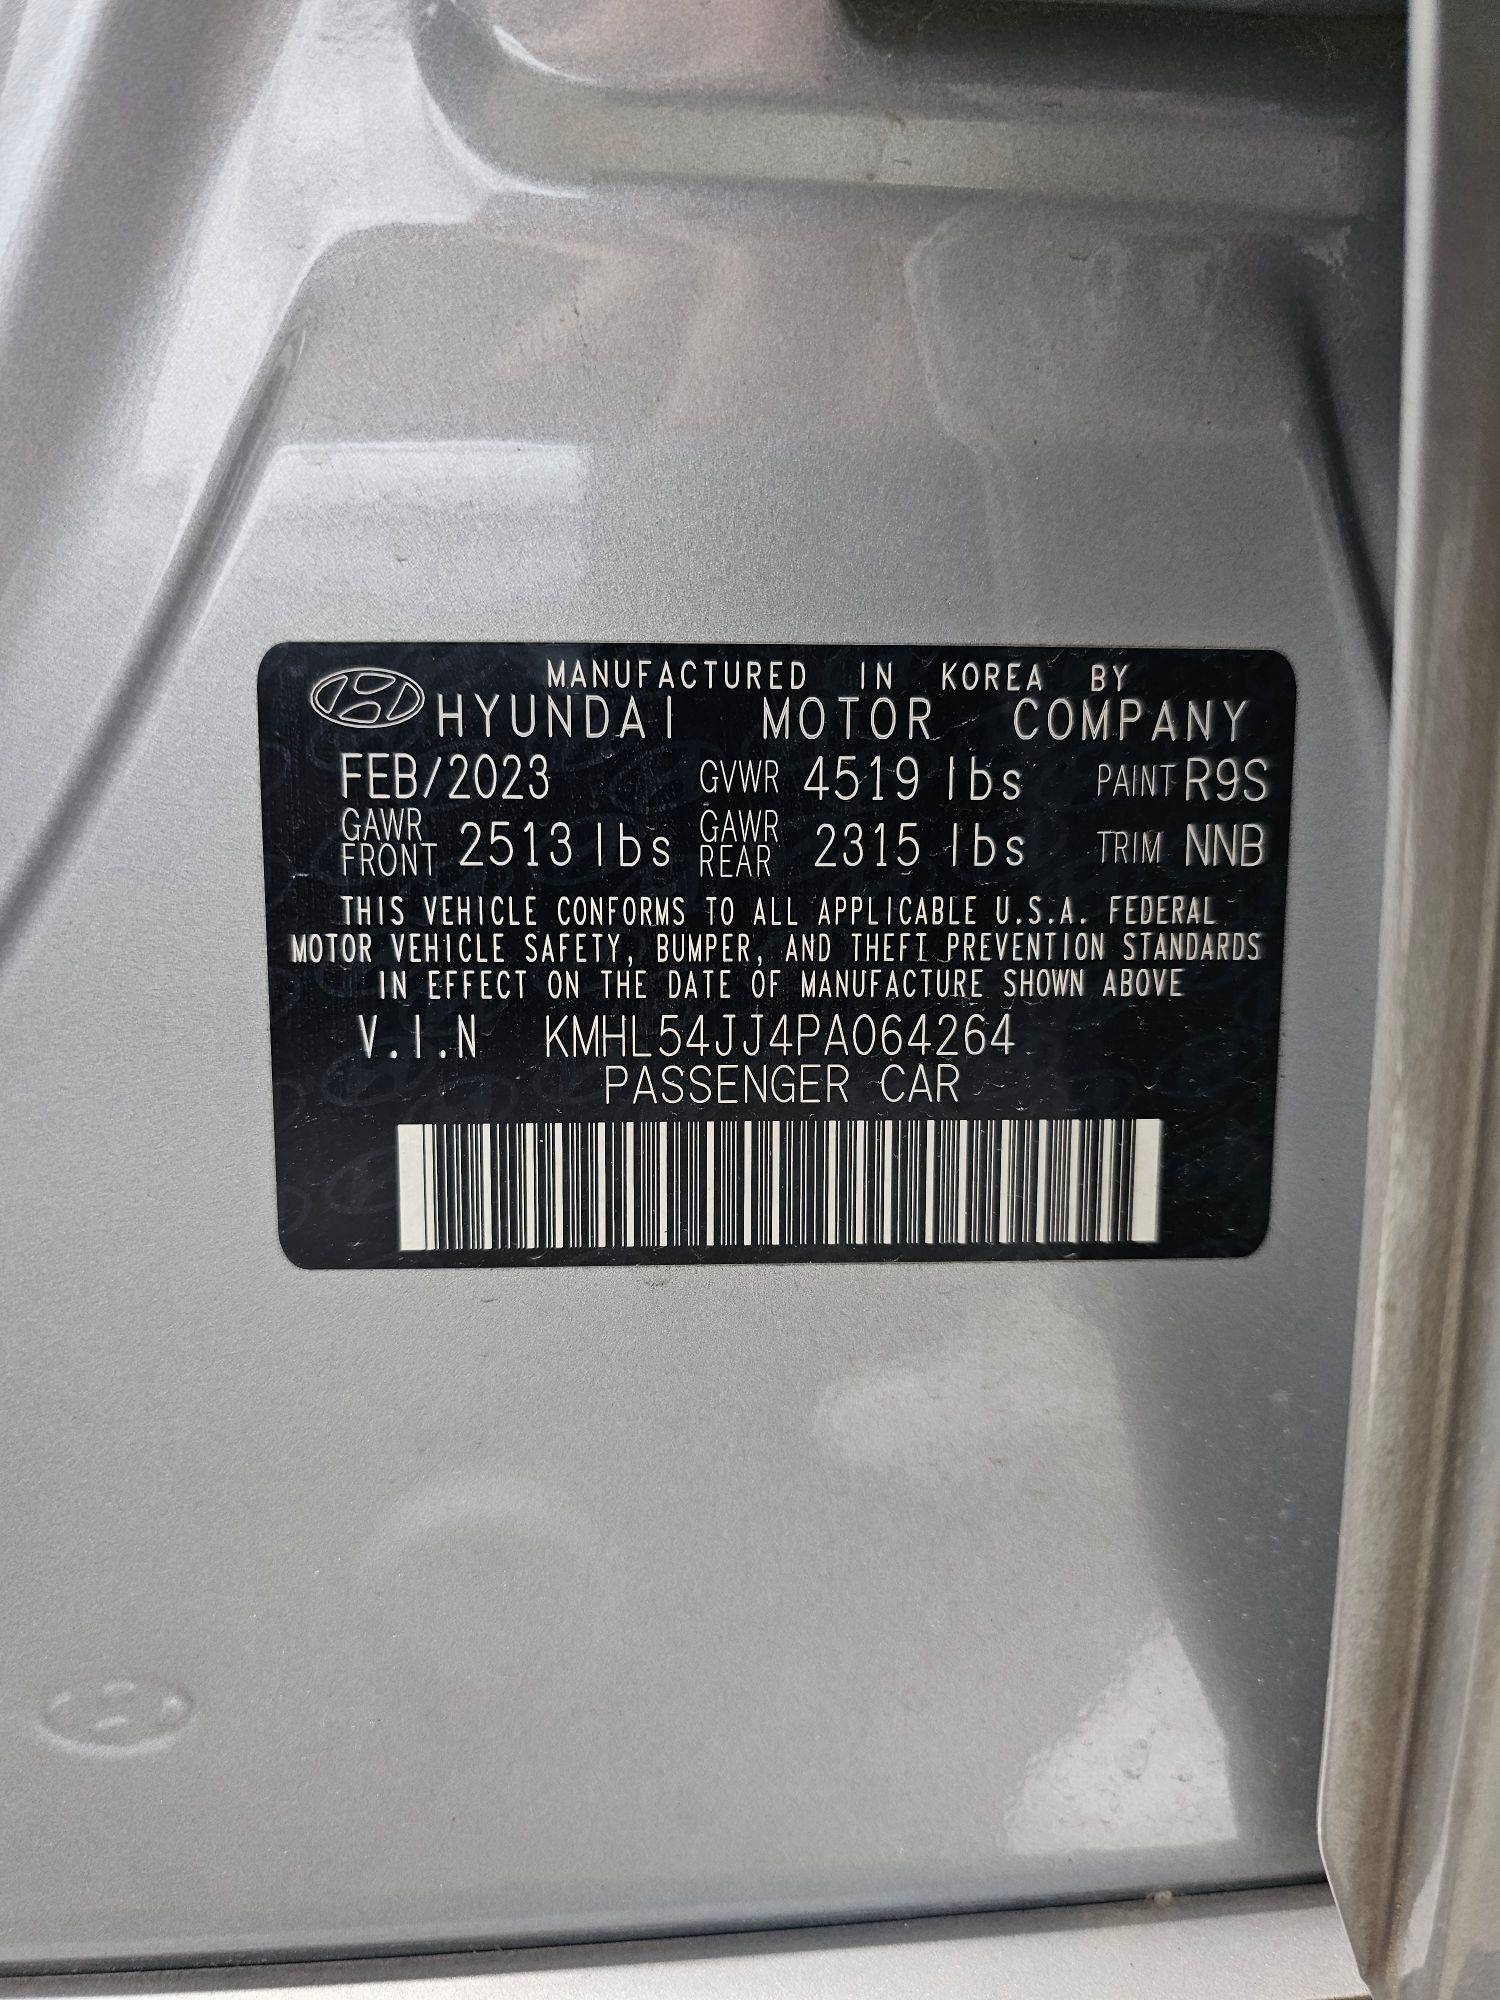 MANUFACTURED IN KOREA BY
HYUNDAI MOTOR COMPANY
FEB/2023 GVWR 4519 lbs PAINT R9S
GAWR FRONT 2513 lbs GAWR REAR 2315 lbs TRIM NNB
THIS VEHICLE CONFORMS TO ALL APPLICABLE U.S.A. FEDERAL
MOTOR VEHICLE SAFETY, BUMPER, AND THEFT PREVENTION STANDARDS
IN EFFECT ON THE DATE OF MANUFACTURE SHOWN ABOVE
V.I.N KMHL54JJ4PA064264
PASSENGER CAR